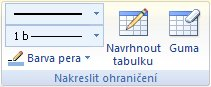 1 b
Barva pera
Navrhnout
tabulku
Guma
Nakreslit ohraničení